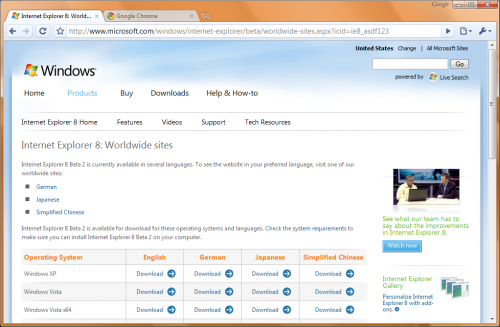 Google
Internet Explorer 8: World...
Google Chrome
http://www.microsoft.com/windows/internet-explorer/beta/worldwide-sites.aspx?icid=ie8_asdf123
United States Change | All Microsoft Sites
Go
powered by Live Search
Windows
Home Products Buy Downloads Help & How-to
Internet Explorer 8 Home Features Videos Support Tech Resources
Internet Explorer 8: Worldwide sites
Internet Explorer 8 Beta 2 is currently available in several languages. To see the website in your preferred language, visit one of our
worldwide sites:
German
Japanese
Simplified Chinese
Internet Explorer 8 Beta 2 is available for download for these operating systems and languages. Check the system requirements to
make sure you can install Internet Explorer 8 Beta 2 on your computer.
Operating System English German Japanese Simplified Chinese
Windows XP Download Download Download Download
Windows Vista Download Download Download Download
Windows Vista x64 Download Download Download Download
See what our team has to
say about the improvements
in Internet Explorer 8.
Watch now
Internet Explorer
Gallery
Personalize Internet
Explorer 8 with add-
ons.